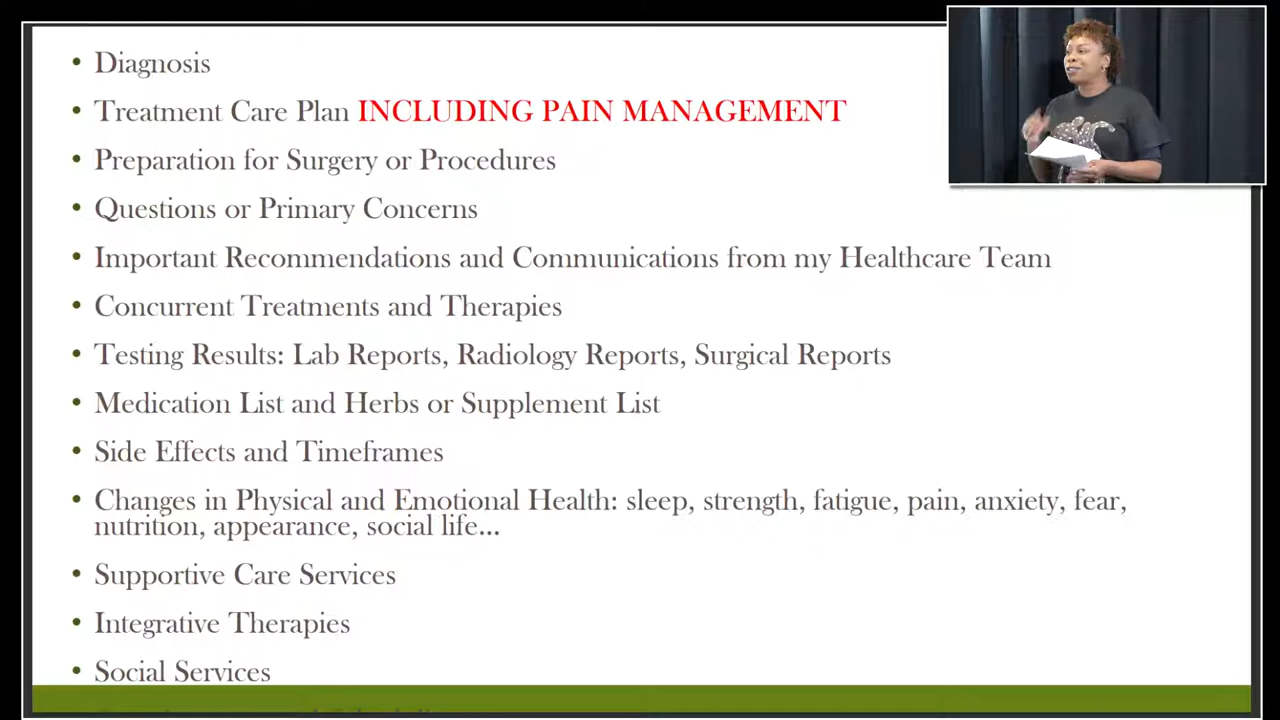 • Diagnosis
• Treatment Care Plan INCLUDING PAIN MANAGEMENT
• Preparation for Surgery or Procedures
• Questions or Primary Concerns
• Important Recommendations and Communications from my Healthcare Team
• Concurrent Treatments and Therapies
• Testing Results: Lab Reports, Radiology Reports, Surgical Reports
• Medication List and Herbs or Supplement List
• Side Effects and Timeframes
• Changes in Physical and Emotional Health: sleep, strength, fatigue, pain, anxiety, fear,
nutrition, appearance, social life...
• Supportive Care Services
• Integrative Therapies
• Social Services